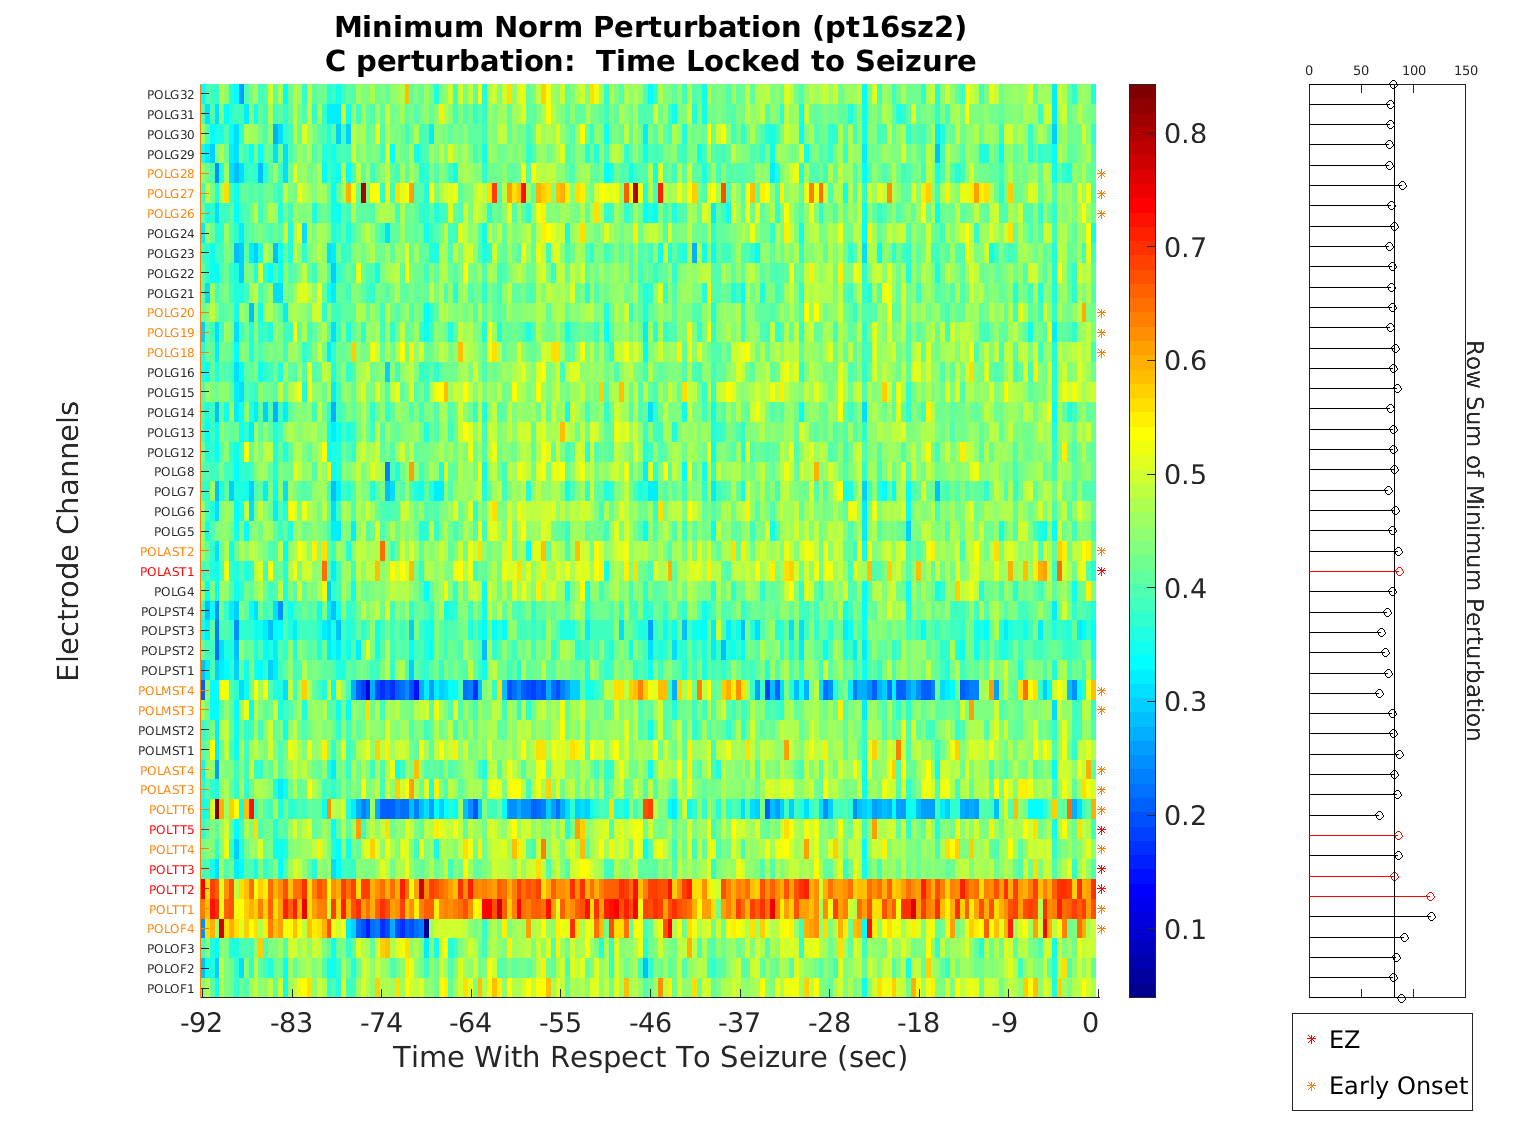 Minimum Norm Perturbation (pt16sz2)
C perturbation:  Time Locked to Seizure
0 50 100 150
POLG32
POLG31
POLG30
POLG29
POLG28
POLG27
POLG26
POLG24
POLG23
POLG22
POLG21
POLG20
POLG19
POLG18
POLG16
POLG15
POLG14
POLG13
POLG12
POLG8
POLG7
POLG6
POLG5
POLAST2
POLAST1
POLG4
POLPST4
POLPST3
POLPST2
POLPST1
POLMST4
POLMST3
POLMST2
POLMST1
POLAST4
POLAST3
POLTT6
POLTT5
POLTT4
POLTT3
POLTT2
POLTT1
POLOF4
POLOF3
POLOF2
POLOF1
Electrode Channels
-92 -83 -74 -64 -55 -46 -37 -28 -18 -9 0
Time With Respect To Seizure (sec)
0.8
0.7
0.6
0.5
0.4
0.3
0.2
0.1
Row Sum of Minimum Perturbation
EZ
Early Onset